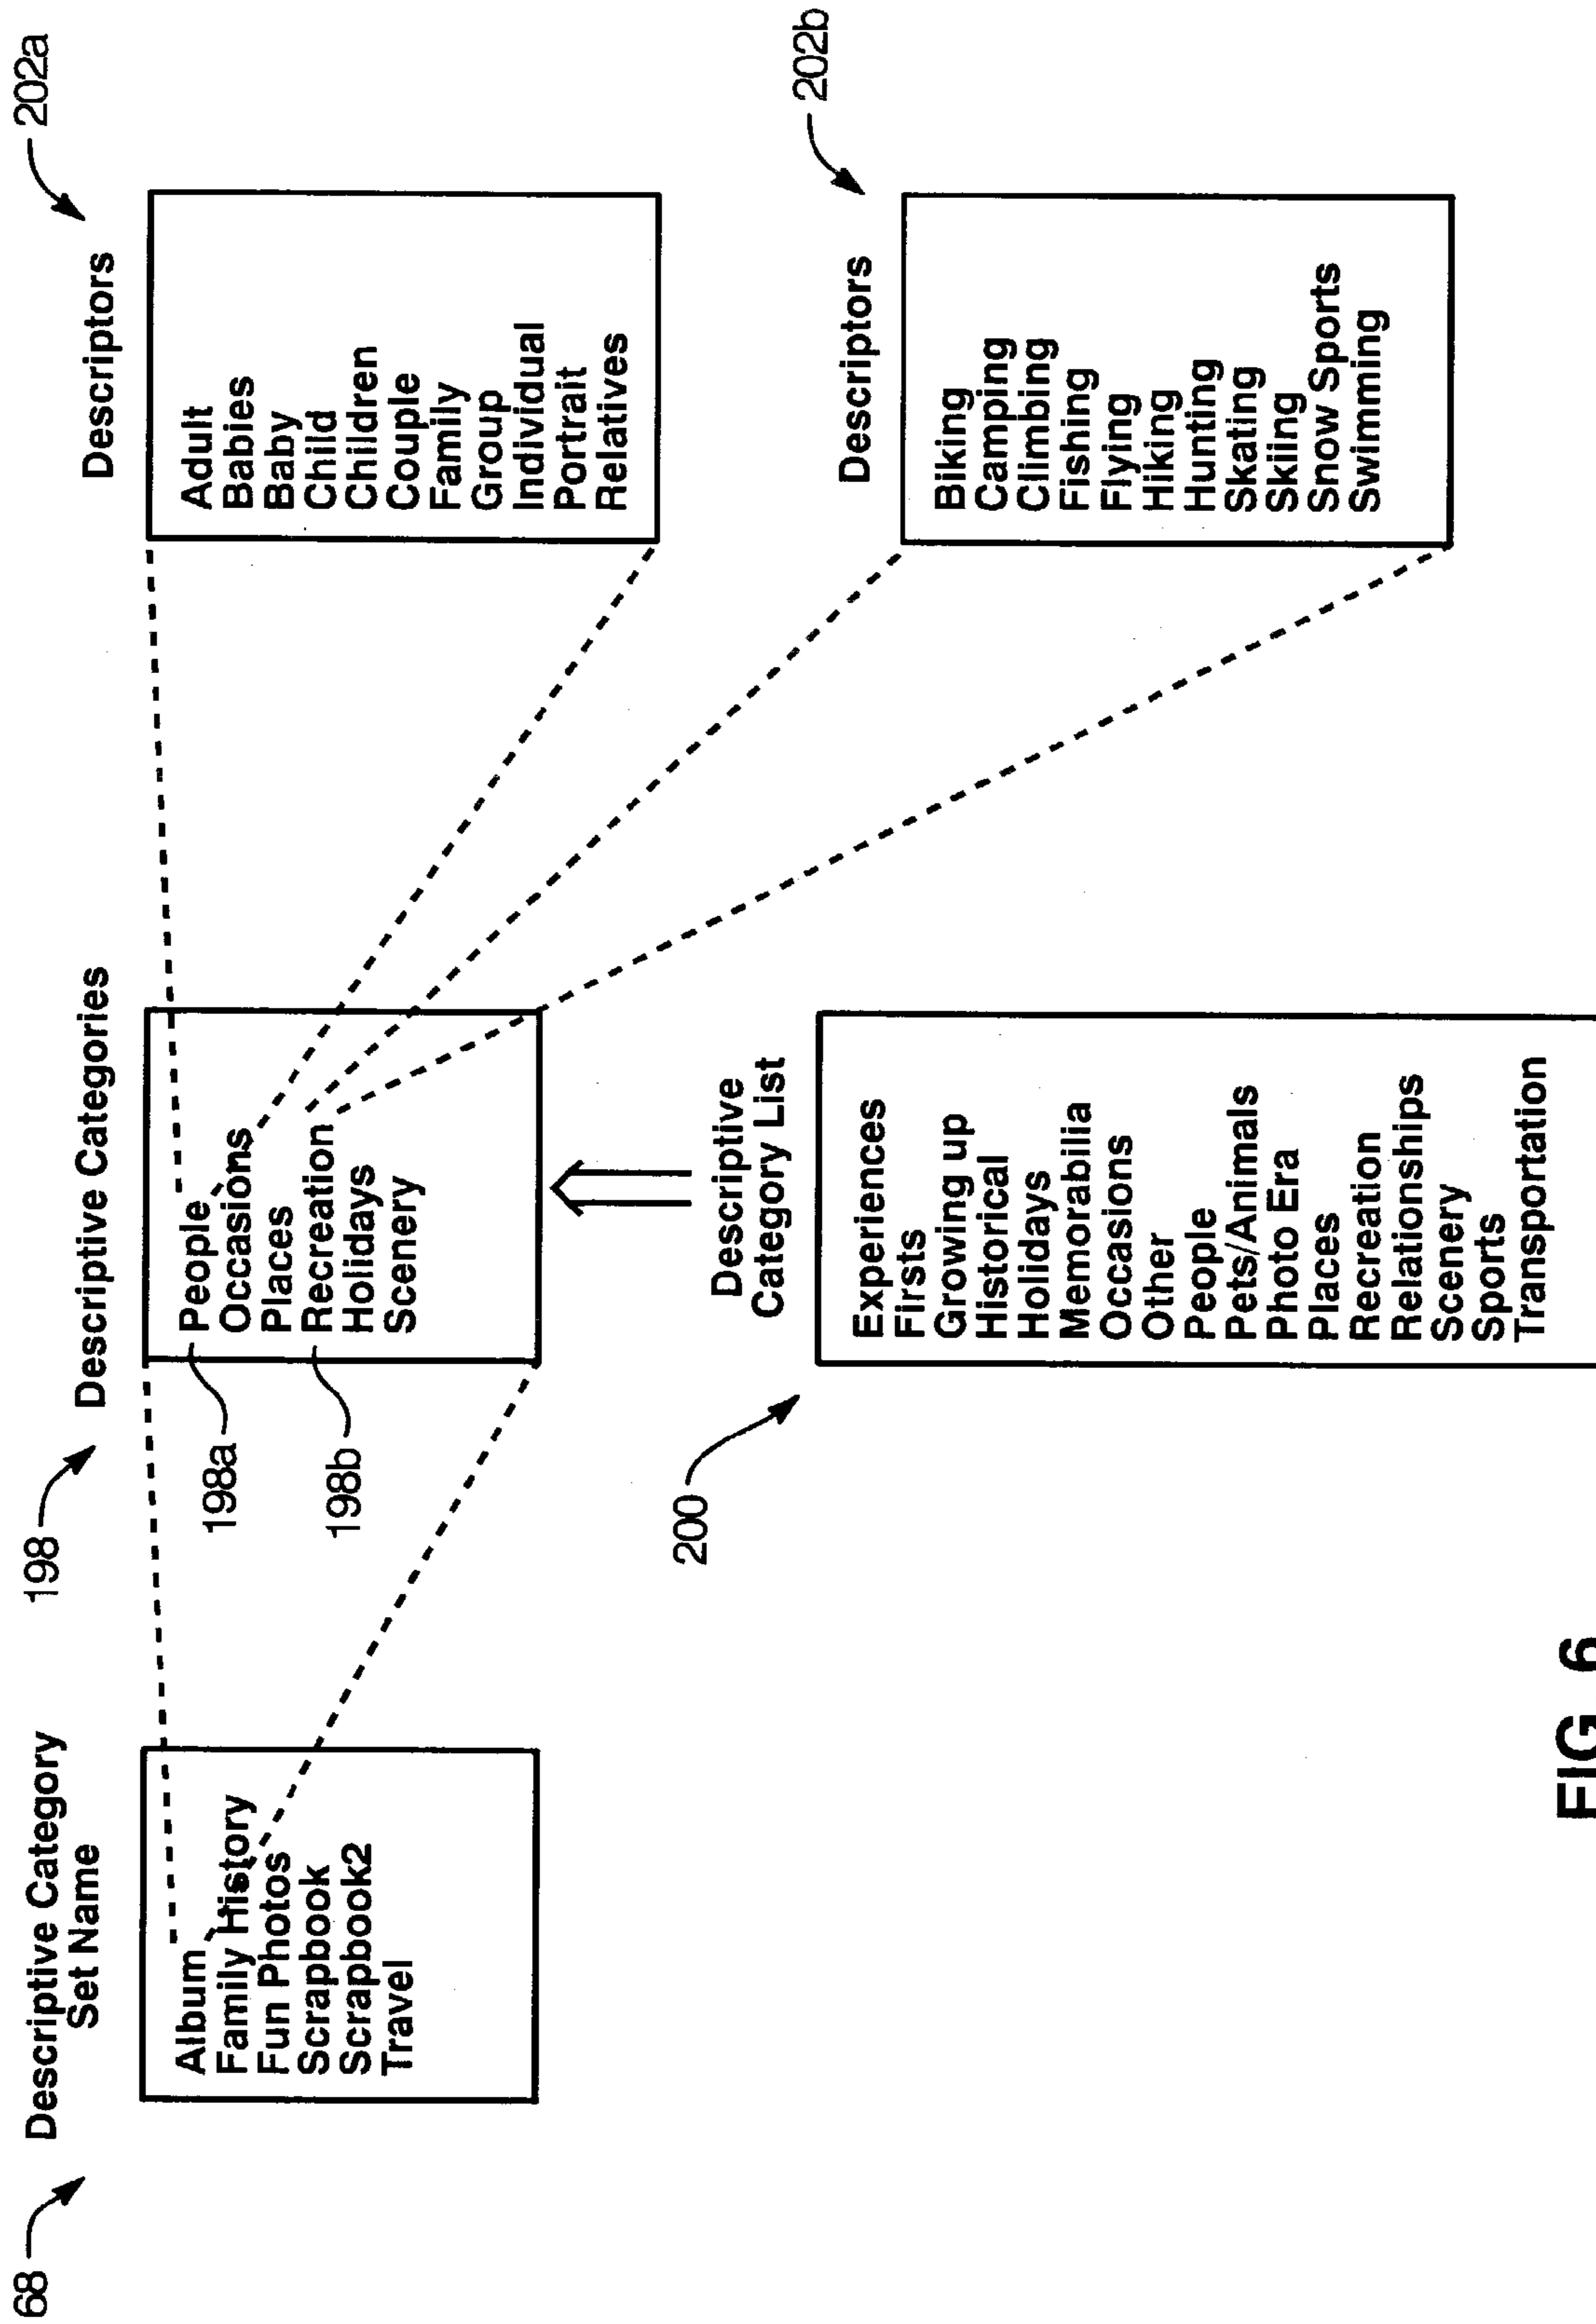 68
Descriptive Category
Set Name
Album
Family History
Fun Photos
Scrapbook
Scrapbook2
Travel
198
Descriptive Categories
198a
198b
People
Occasions
Places
Recreation
Holidays
Scenery
200
Descriptive
Category List
Experiences
Firsts
Growing up
Historical
Holidays
Memorabilia
Occasions
Other
People
Pets/Animals
Photo Era
Places
Recreation
Relationships
Scenery
Sports
Transportation
202a
Descriptors
Adult
Babies
Baby
Child
Children
Couple
Family
Group
Individual
Portrait
Relatives
202b
Descriptors
Biking
Camping
Climbing
Fishing
Flying
Hiking
Hunting
Skating
Skiing
Snow Sports
Swimming
FIG_6